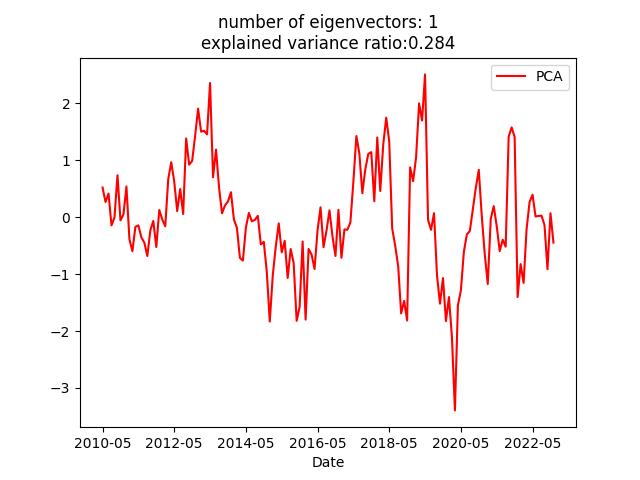 number of eigenvectors: 1
explained variance ratio:0.284
PCA
2
1
0
−1
−2
−3
2010-05 2012-05 2014-05 2016-05 2018-05 2020-05 2022-05
Date